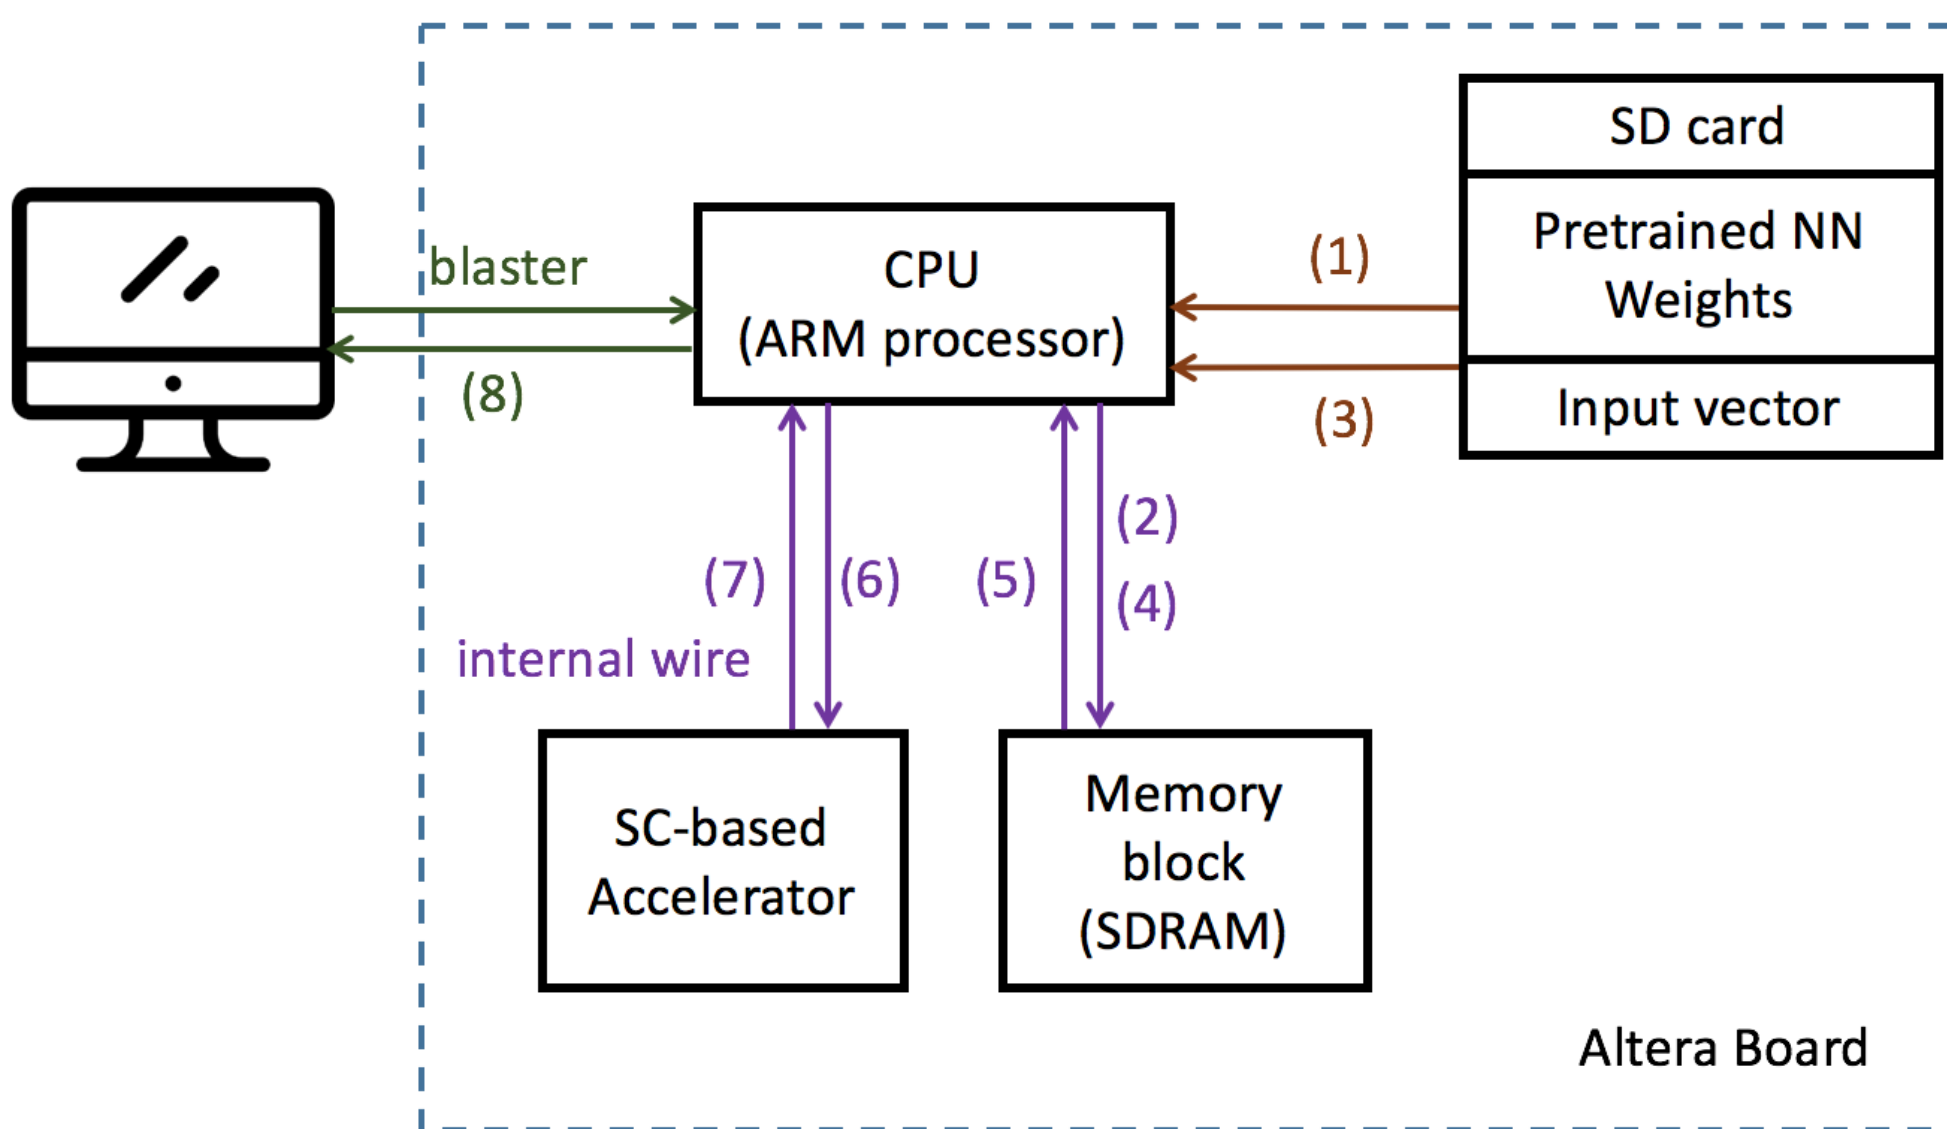 SD card
Pretrained NN
Weights
Input vector
blaster
CPU
(ARM processor)
(1)
(3)
(8)
(2)
(4)
(5)
(6)
(7)
internal wire
SC-based
Accelerator
Memory
block
(SDRAM)
Altera Board